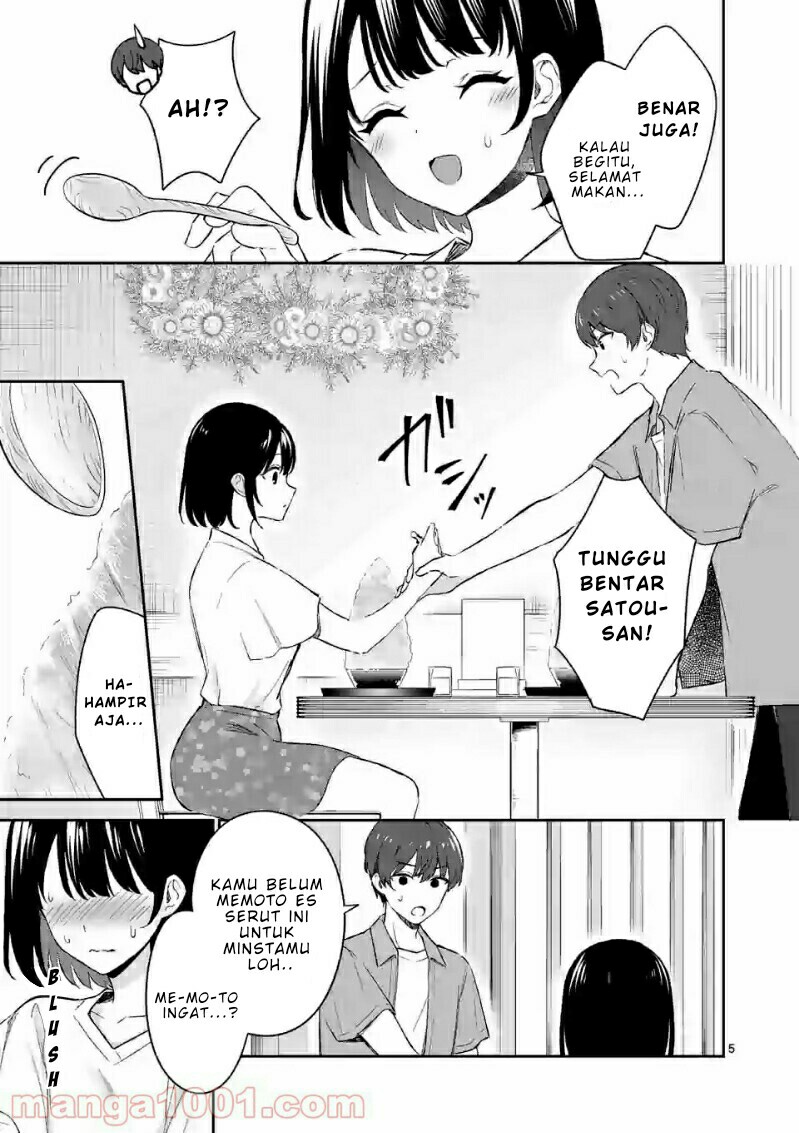 BENAR
JUGA!
KALAU
BEGITU,
SELAMAT
MAKAN...
AH!?
ガ
シッ
TUNGGU
BENTAR
SATOU-
SAN!
HA-
HAMPIR
AJA...
KAMU BELUM
MEMOTO ES
SERUT INI
UNTUK
MINSTAMU
LOH..
ME-MO-TO
INGAT...?
BLUSH
5
manga1001.com